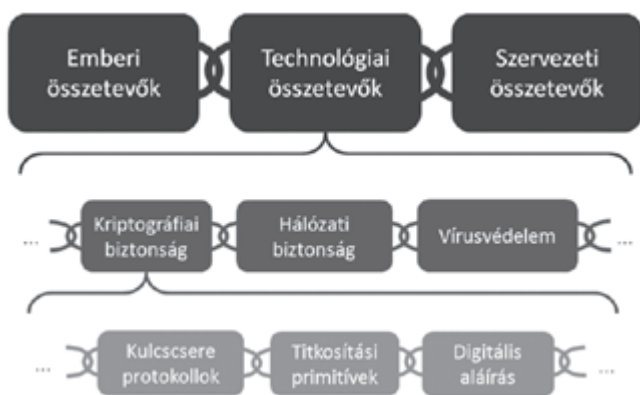 Emberi
összetevők
Technológiai
összetevők
Szervezeti
összetevők
...
Kriptográfiai
biztonság
Hálózati
biztonság
Vírusvédelem
...
...
Kulcscsere
protokollok
Titkosítási
primitívek
Digitális
aláírás
...